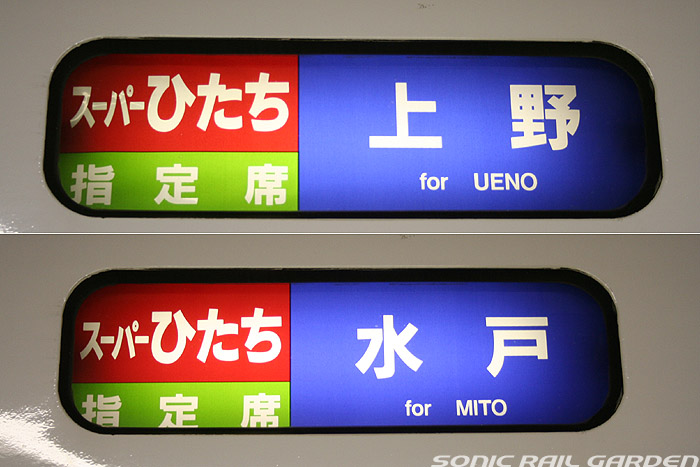 スーパーひたち
指定席
上野
for UENO
スーパーひたち
指定席
水戸
for MITO
SONIC RAIL GARDEN